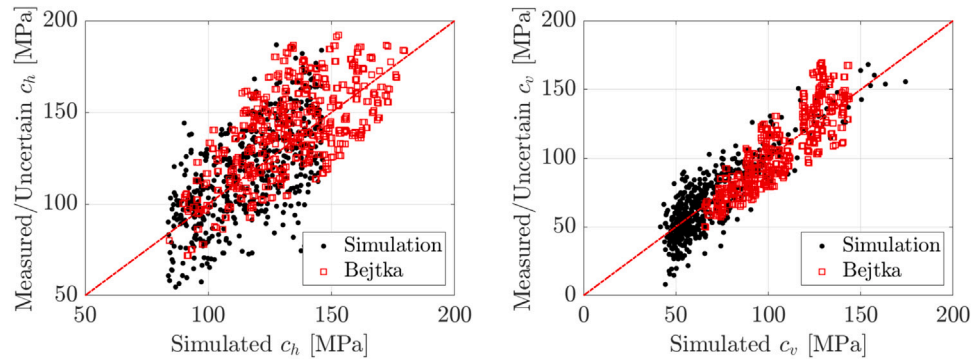 Measured/Uncertain c_h [MPa]
200
150
100
50
Simulation
Bejtka
50 100 150 200
Simulated c_h [MPa]
Measured/Uncertain c_v [MPa]
200
150
100
50
0
Simulation
Bejtka
0 50 100 150 200
Simulated c_v [MPa]